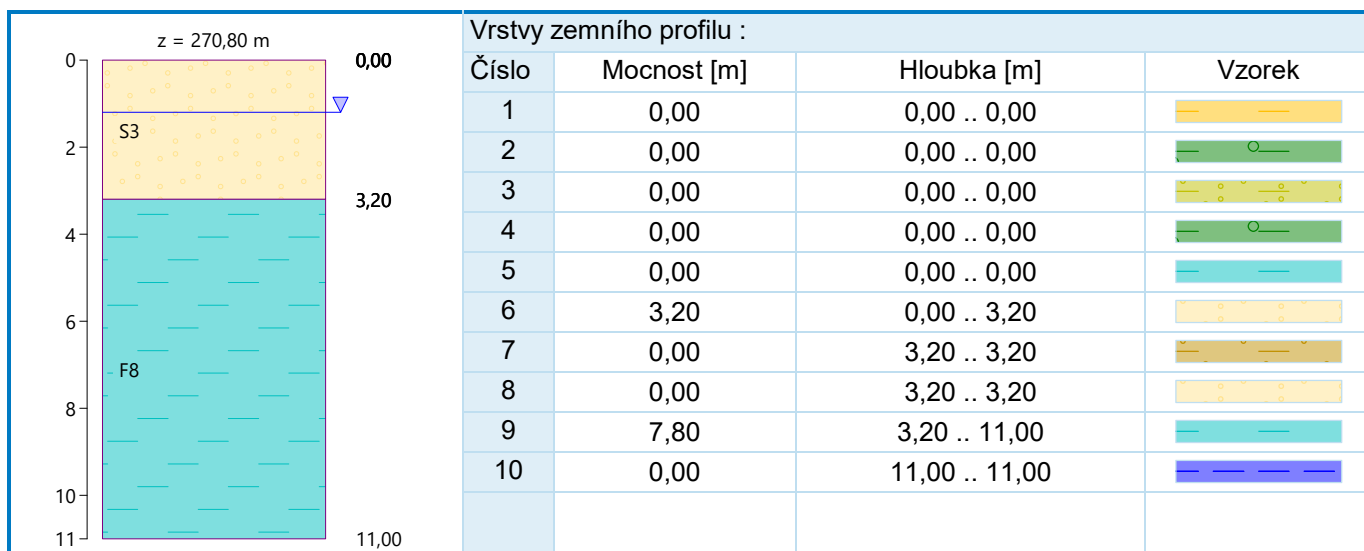 z = 270,80 m
0
0,00
S3
2
3,20
4
6
F8
8
10
11
11,00
Vrstvy zemního profilu :
Číslo Mocnost [m] Hloubka [m] Vzorek
1 0,00 0,00 .. 0,00
2 0,00 0,00 .. 0,00
3 0,00 0,00 .. 0,00
4 0,00 0,00 .. 0,00
5 0,00 0,00 .. 0,00
6 3,20 0,00 .. 3,20
7 0,00 3,20 .. 3,20
8 0,00 3,20 .. 3,20
9 7,80 3,20 .. 11,00
10 0,00 11,00 .. 11,00